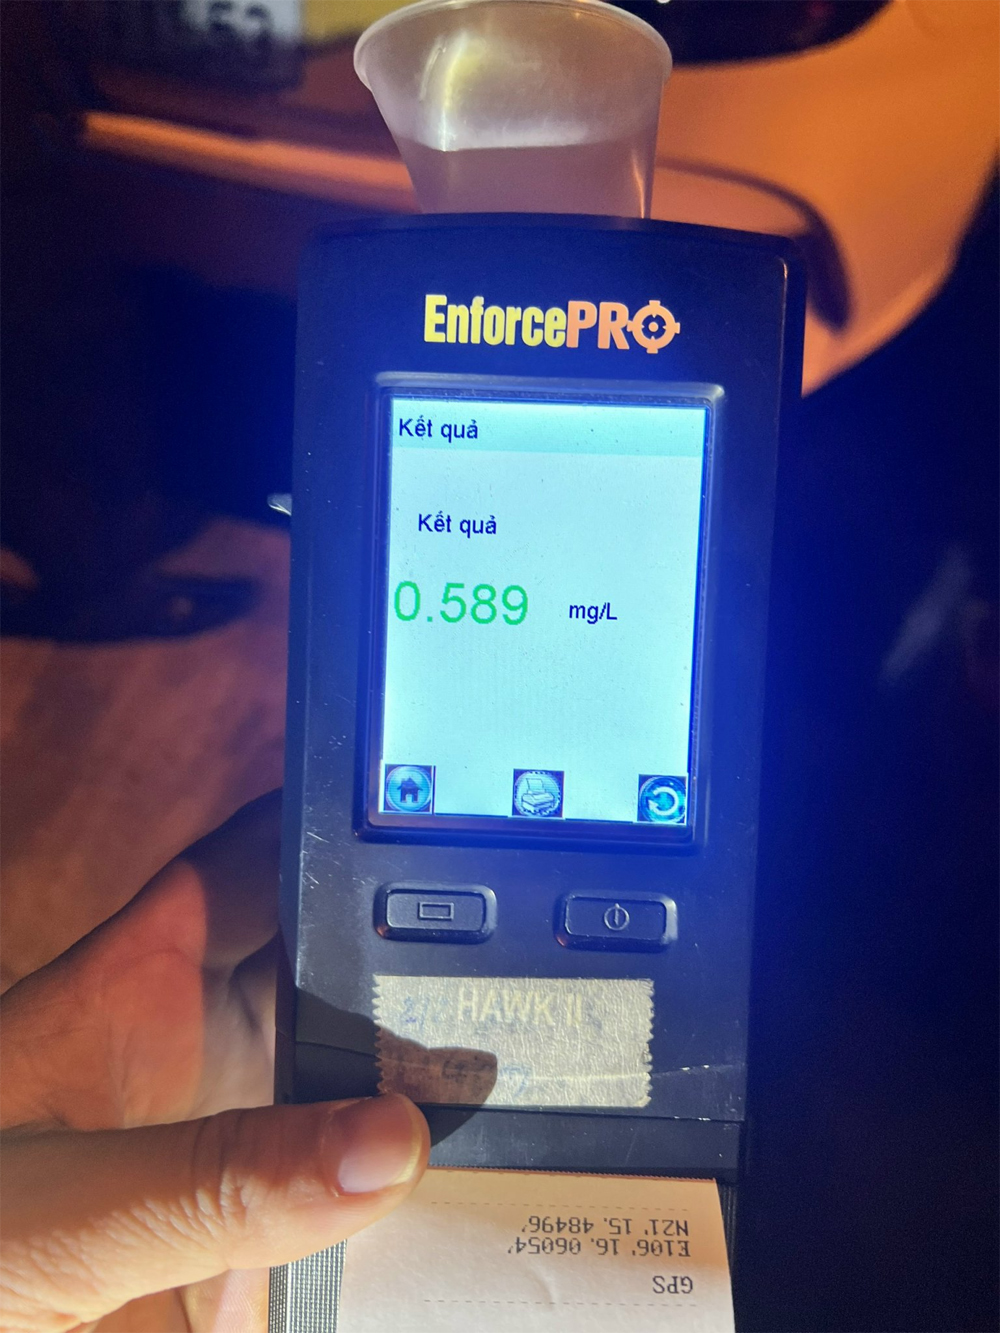 EnforcePRO
Kết quả
Kết quả
0.589 mg/L
HAWK II
GPS
E106', 16. 06054'
N21', 15. 48496'